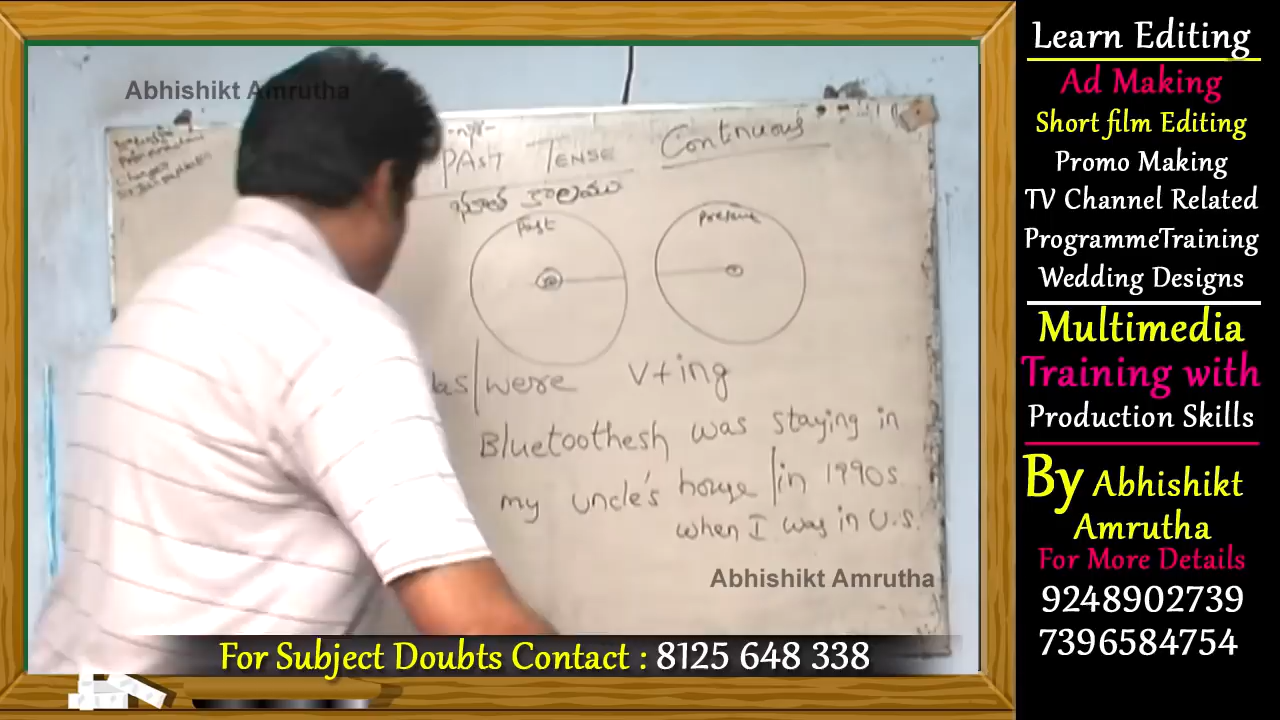 Abhishikt Amrutha
PAST TENSE Continuous
భూత కాలము
Past
Present
were V+ing
Bluetoothesh was staying in
my uncle's house / in 1990s
when I was in U.S.
Abhishikt Amrutha
For Subject Doubts Contact : 8125 648 338
Learn Editing
Ad Making
Short film Editing
Promo Making
TV Channel Related
ProgrammeTraining
Wedding Designs
Multimedia
Training with
Production Skills
By Abhishikt
Amrutha
For More Details
9248902739
7396584754